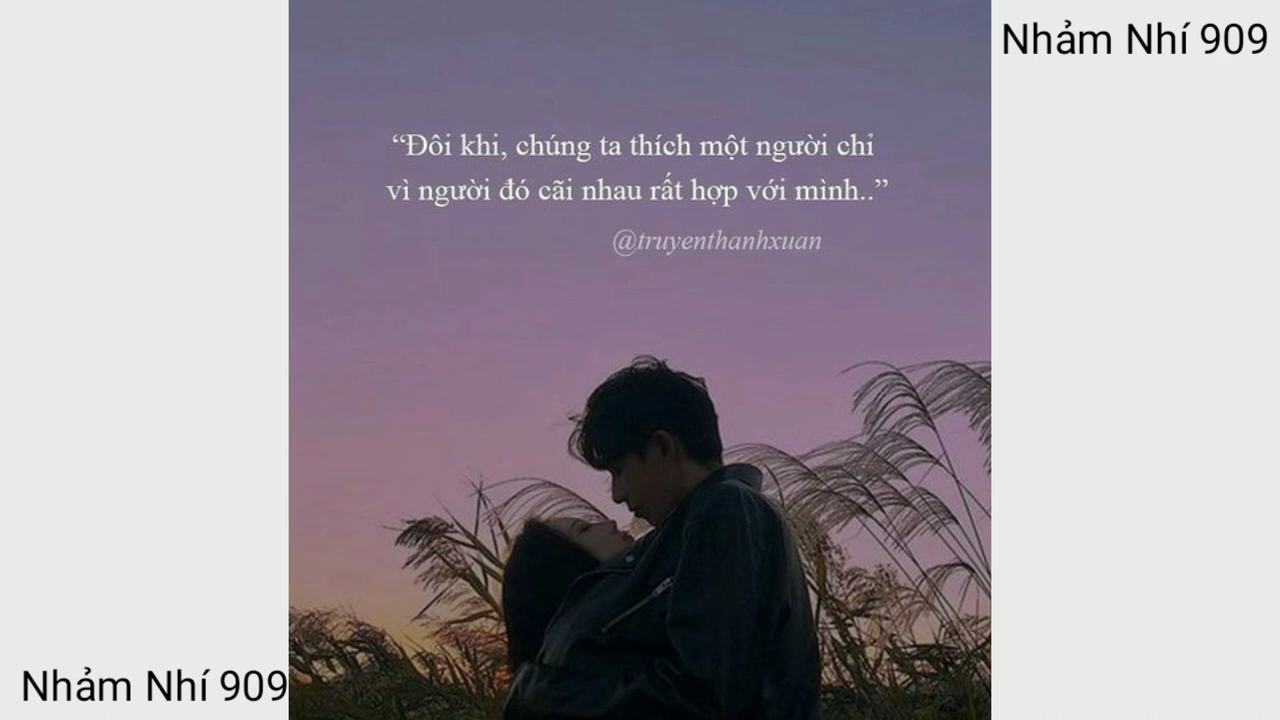 Nhảm Nhí 909
“Đôi khi, chúng ta thích một người chỉ
vì người đó cãi nhau rất hợp với mình..”
@truyenthanhxuan
Nhảm Nhí 909